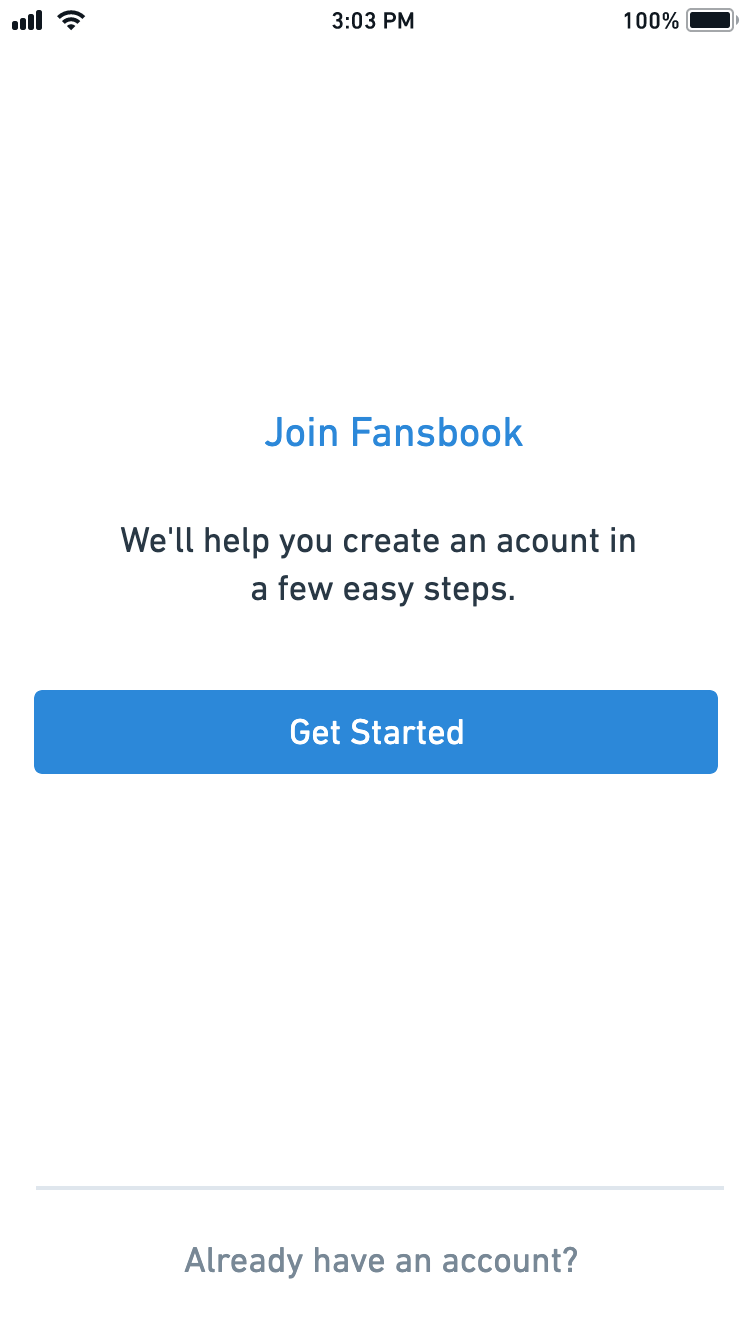 3:03 PM
100%
Join Fansbook
We'll help you create an acount in
a few easy steps.
Get Started
Already have an account?